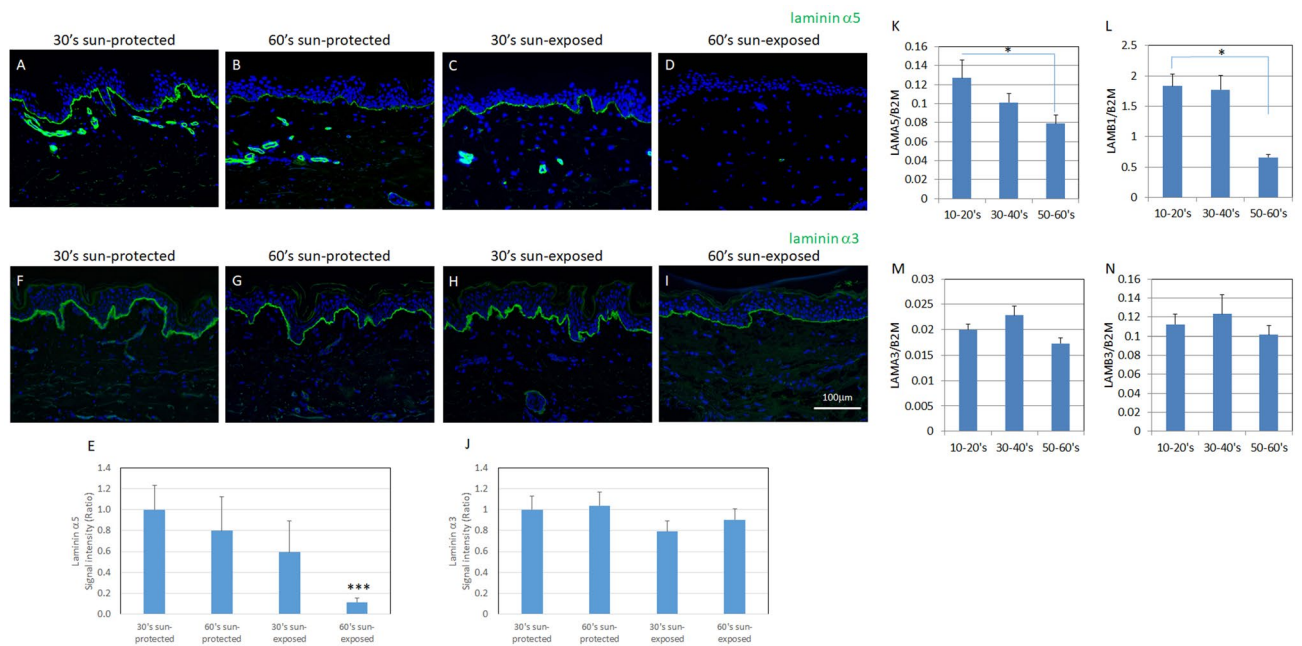 laminin α5
30's sun-protected
60's sun-protected
30's sun-exposed
60's sun-exposed
A
B
C
D
laminin α3
30's sun-protected
60's sun-protected
30's sun-exposed
60's sun-exposed
F
G
H
I
100μm
E
Laminin α5
Signal intensity (Ratio)
1.4
1.2
1.0
0.8
0.6
0.4
0.2
0
***
30's sun-
protected
60's sun-
protected
30's sun-
exposed
60's sun-
exposed
J
Laminin α3
Signal intensity (Ratio)
1.4
1.2
1.0
0.8
0.6
0.4
0.2
0
30's sun-
protected
60's sun-
protected
30's sun-
exposed
60's sun-
exposed
K
LAMA5/B2M
0.16
0.14
0.12
0.1
0.08
0.06
0.04
0.02
0
*
10-20's
30-40's
50-60's
L
LAMB1/B2M
2.5
2
1.5
1
0.5
0
*
10-20's
30-40's
50-60's
M
LAMA3/B2M
0.03
0.025
0.02
0.015
0.01
0.005
0
10-20's
30-40's
50-60's
N
LAMB3/B2M
0.16
0.14
0.12
0.1
0.08
0.06
0.04
0.02
0
10-20's
30-40's
50-60's